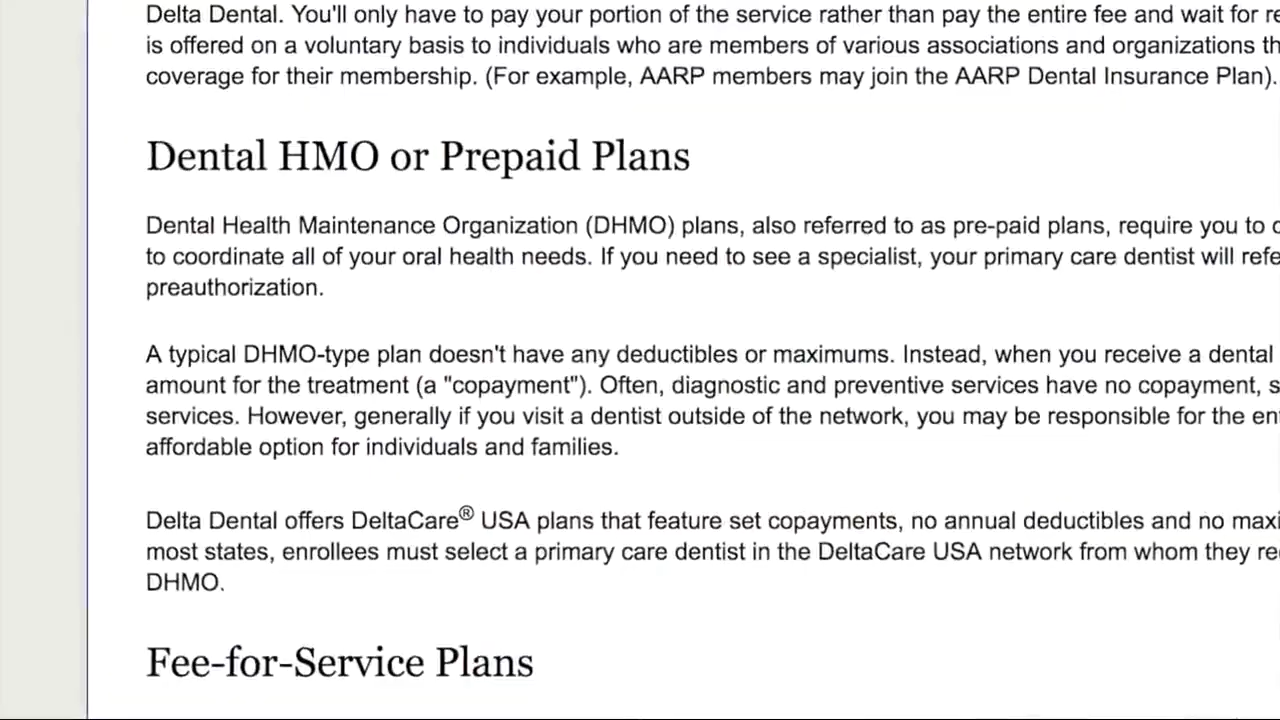 Delta Dental. You'll only have to pay your portion of the service rather than pay the entire fee and wait for
is offered on a voluntary basis to individuals who are members of various associations and organizations
coverage for their membership. (For example, AARP members may join the AARP Dental Insurance Plan).
Dental HMO or Prepaid Plans
Dental Health Maintenance Organization (DHMO) plans, also referred to as pre-paid plans, require you to
to coordinate all of your oral health needs. If you need to see a specialist, your primary care dentist will
preauthorization.
A typical DHMO-type plan doesn't have any deductibles or maximums. Instead, when you receive a dental
amount for the treatment (a "copayment"). Often, diagnostic and preventive services have no copayment,
services. However, generally if you visit a dentist outside of the network, you may be responsible for the
affordable option for individuals and families.
Delta Dental offers DeltaCare® USA plans that feature set copayments, no annual deductibles and no
most states, enrollees must select a primary care dentist in the DeltaCare USA network from whom they
DHMO.
Fee-for-Service Plans